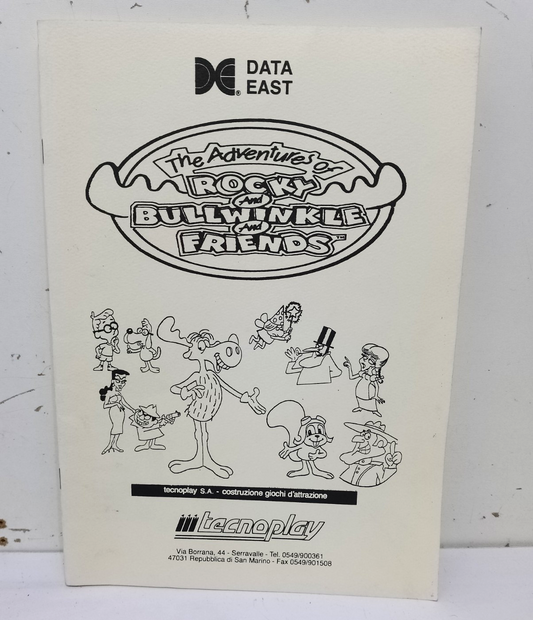 DATA
EAST
The Adventures of
ROCKY
And
BULLWINKLE
And
FRIENDS™
tecnoplay S.A. - costruzione giochi d'attrazione
tecnoplay
Via Borrana, 44 - Serravalle - Tel. 0549/900361
47031 Repubblica di San Marino - Fax 0549/901508